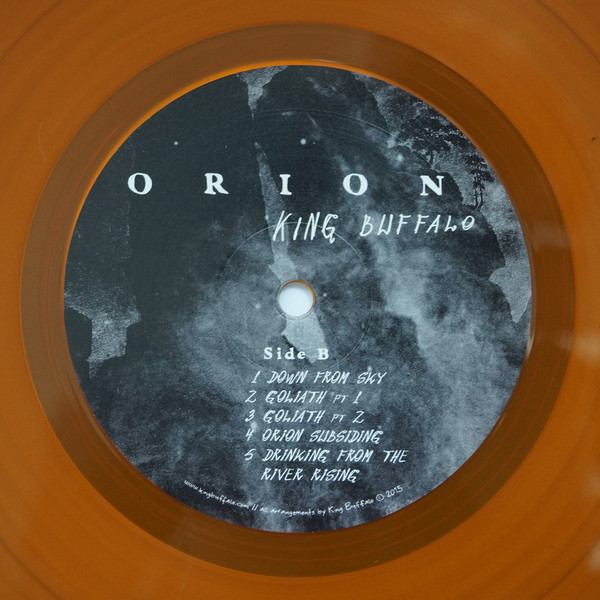 ORION
KING BUFFALO
Side B
1 DOWN FROM SKY
2 GOLIATH PT 1
3 GOLIATH PT 2
4 ORION SUBSIDING
5 DRINKING FROM THE
RIVER RISING
www.kingbuffalo.com // all arrangements by King Buffalo © 2015